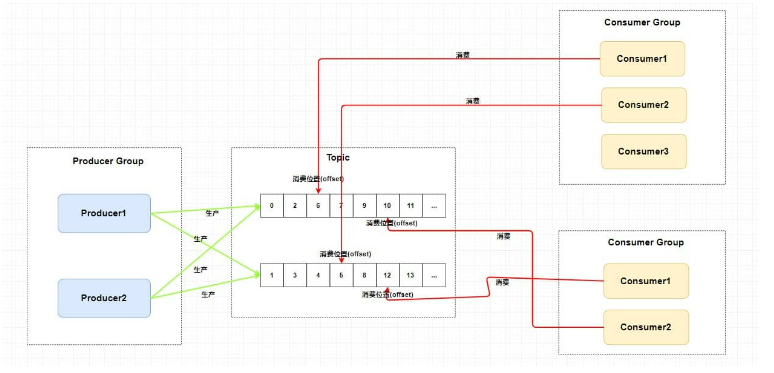 Consumer Group
消费
Consumer1
消费
Consumer2
Consumer3
Producer Group
Topic
消费位置(offset)
Producer1
生产
0 2 6 7 9 10 11 ...
消费位置(offset)
生产
消费
Consumer Group
消费位置(offset)
生产
Producer2
生产
1 3 4 5 8 12 13 ...
消费
Consumer1
消费位置(offset)
Consumer2